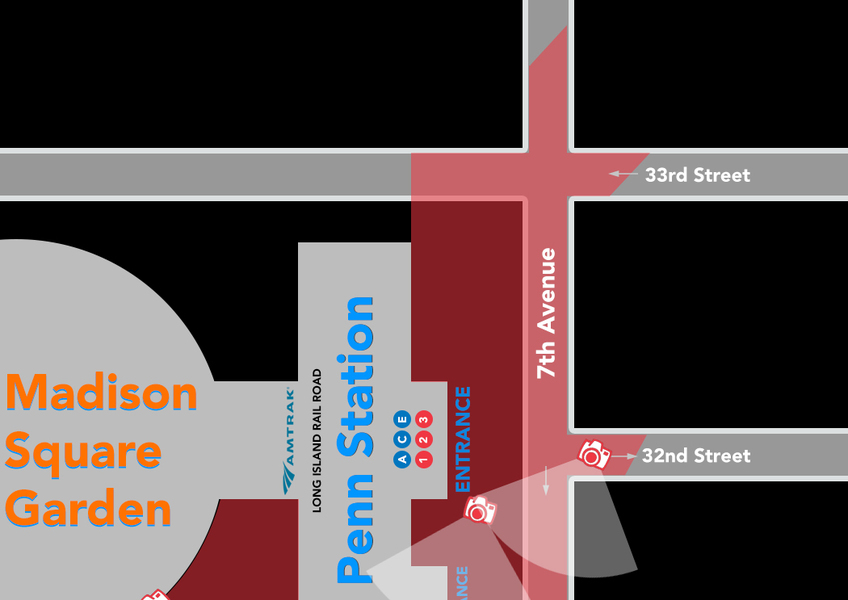 33rd Street
7th Avenue
Madison
Square
Garden
AMTRAK
LONG ISLAND RAIL ROAD
Penn Station
A C E
1 2 3
ENTRANCE
32nd Street
ANCE